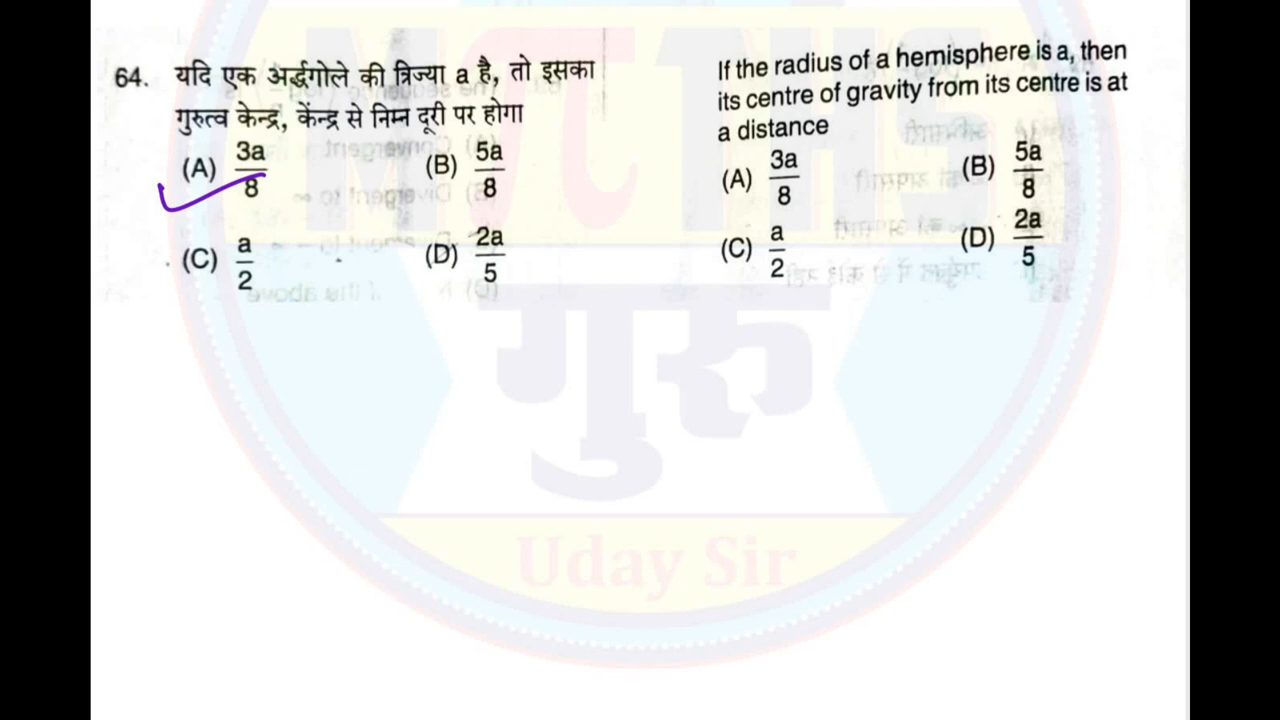 64. यदि एक अर्द्धगोले की त्रिज्या a है, तो इसका
गुरुत्व केन्द्र, केंन्द्र से निम्न दूरी पर होगा
(A) 3a/8 (B) 5a/8
(C) a/2 (D) 2a/5
If the radius of a hemisphere is a, then
its centre of gravity from its centre is at
a distance
(A) 3a/8 (B) 5a/8
(C) a/2 (D) 2a/5
MπTHS
गुरु
Uday Sir